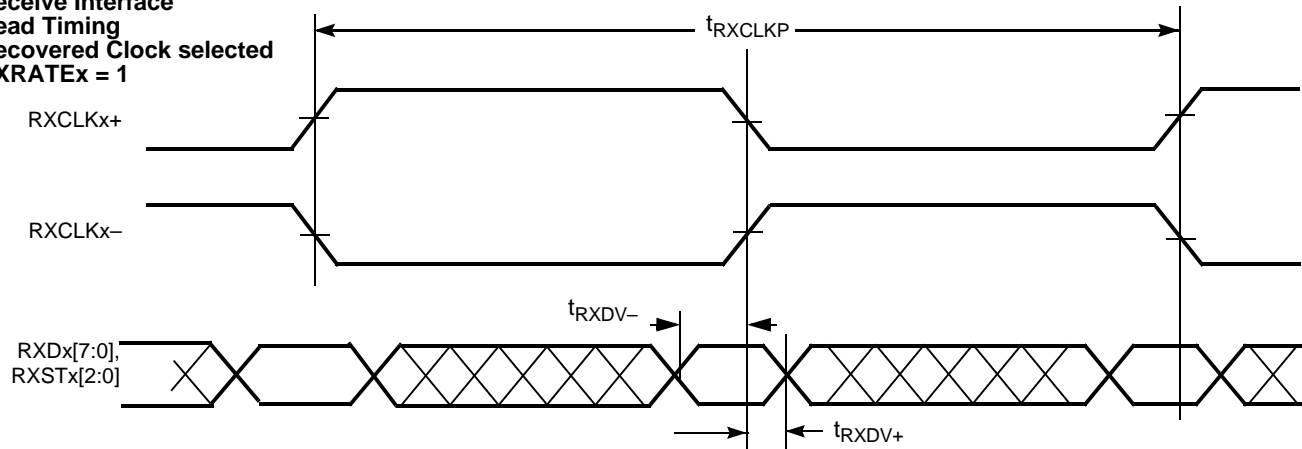 eceive Interface
ead Timing
ecovered Clock selected
XRATEx = 1
tRXCLKP
RXCLKx+
RXCLKx–
tRXDV–
RXDx[7:0],
RXSTx[2:0]
tRXDV+